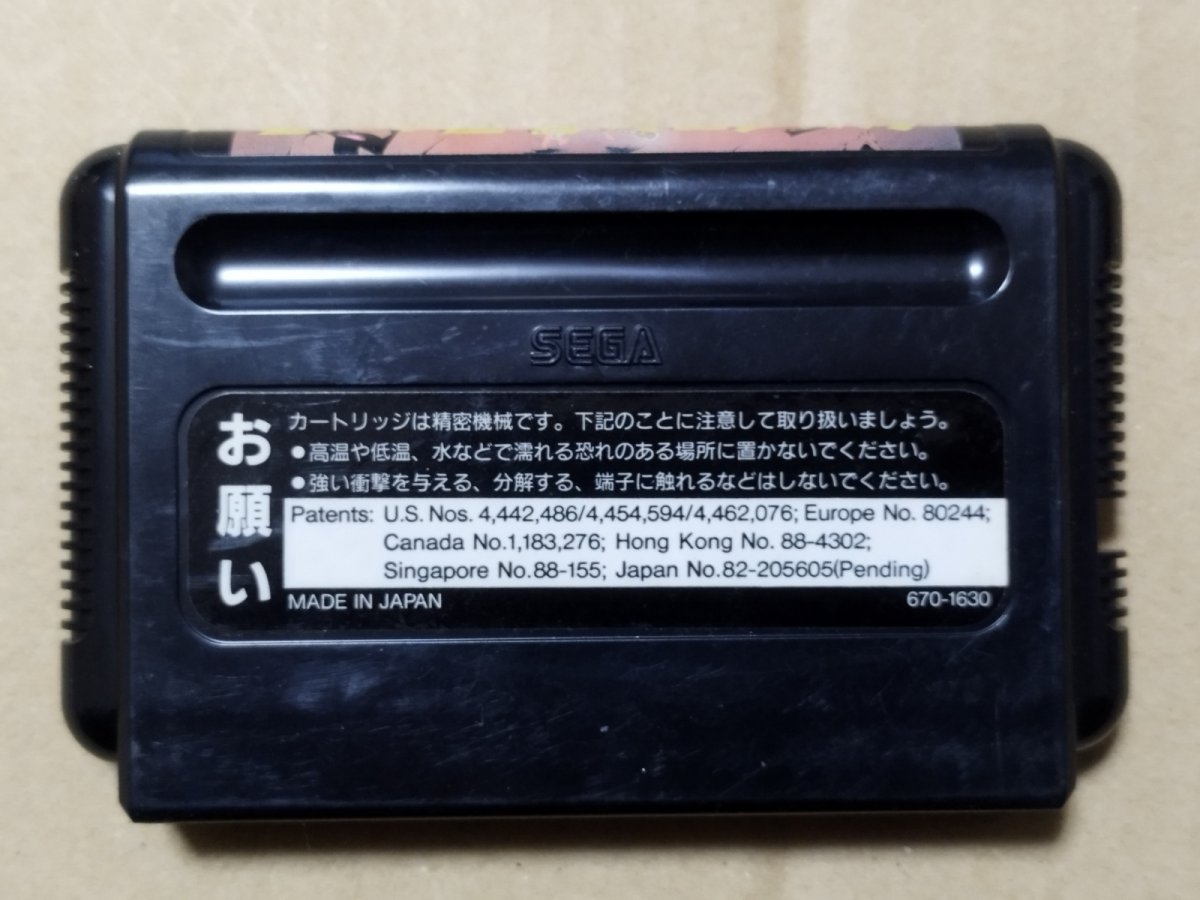 SEGA
お願い
カートリッジは精密機械です。下記のことに注意して取り扱いましょう。
●高温や低温、水などで濡れる恐れのある場所に置かないでください。
●強い衝撃を与える、分解する、端子に触れるなどはしないでください。
Patents: U.S. Nos. 4,442,486/4,454,594/4,462,076; Europe No. 80244;
Canada No.1,183,276; Hong Kong No. 88-4302;
Singapore No.88-155; Japan No.82-205605(Pending)
MADE IN JAPAN 670-1630